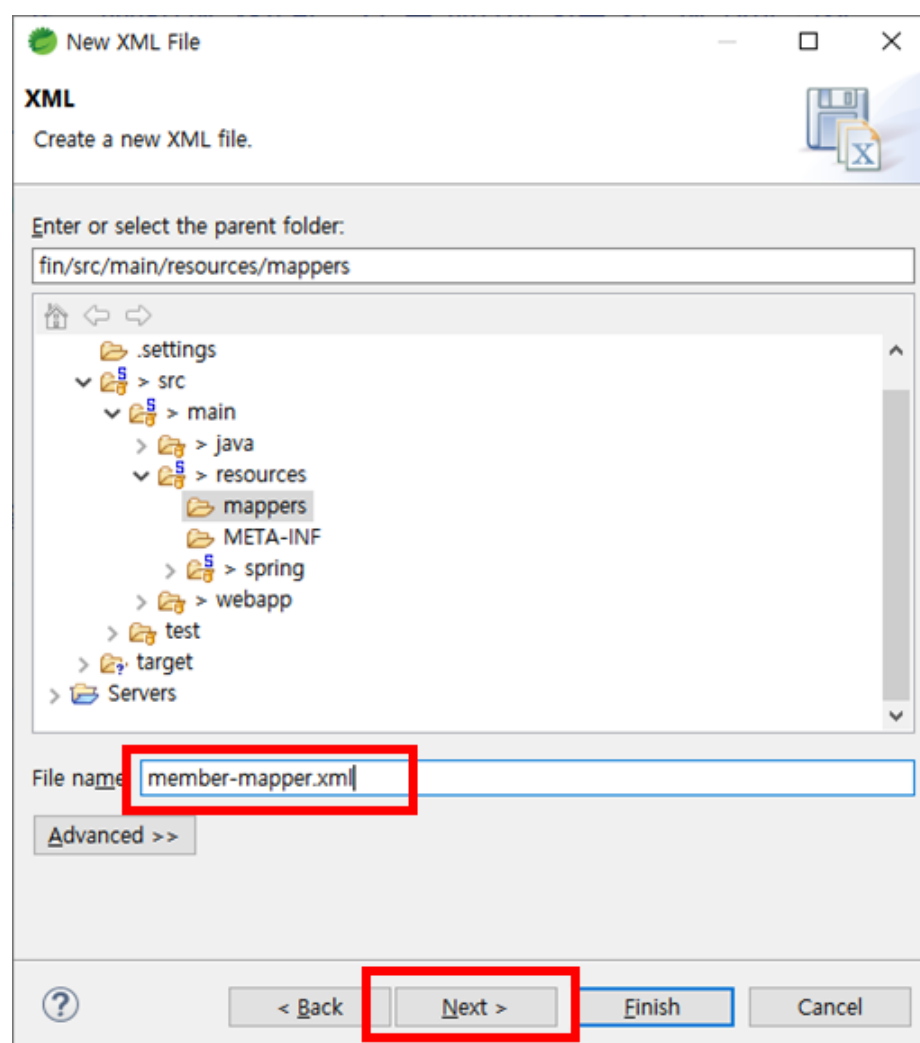 New XML File
XML
Create a new XML file.
Enter or select the parent folder:
fin/src/main/resources/mappers
.settings
> src
> main
> java
> resources
mappers
META-INF
> spring
> webapp
test
target
Servers
File name member-mapper.xml
Advanced >>
< Back Next > Finish Cancel